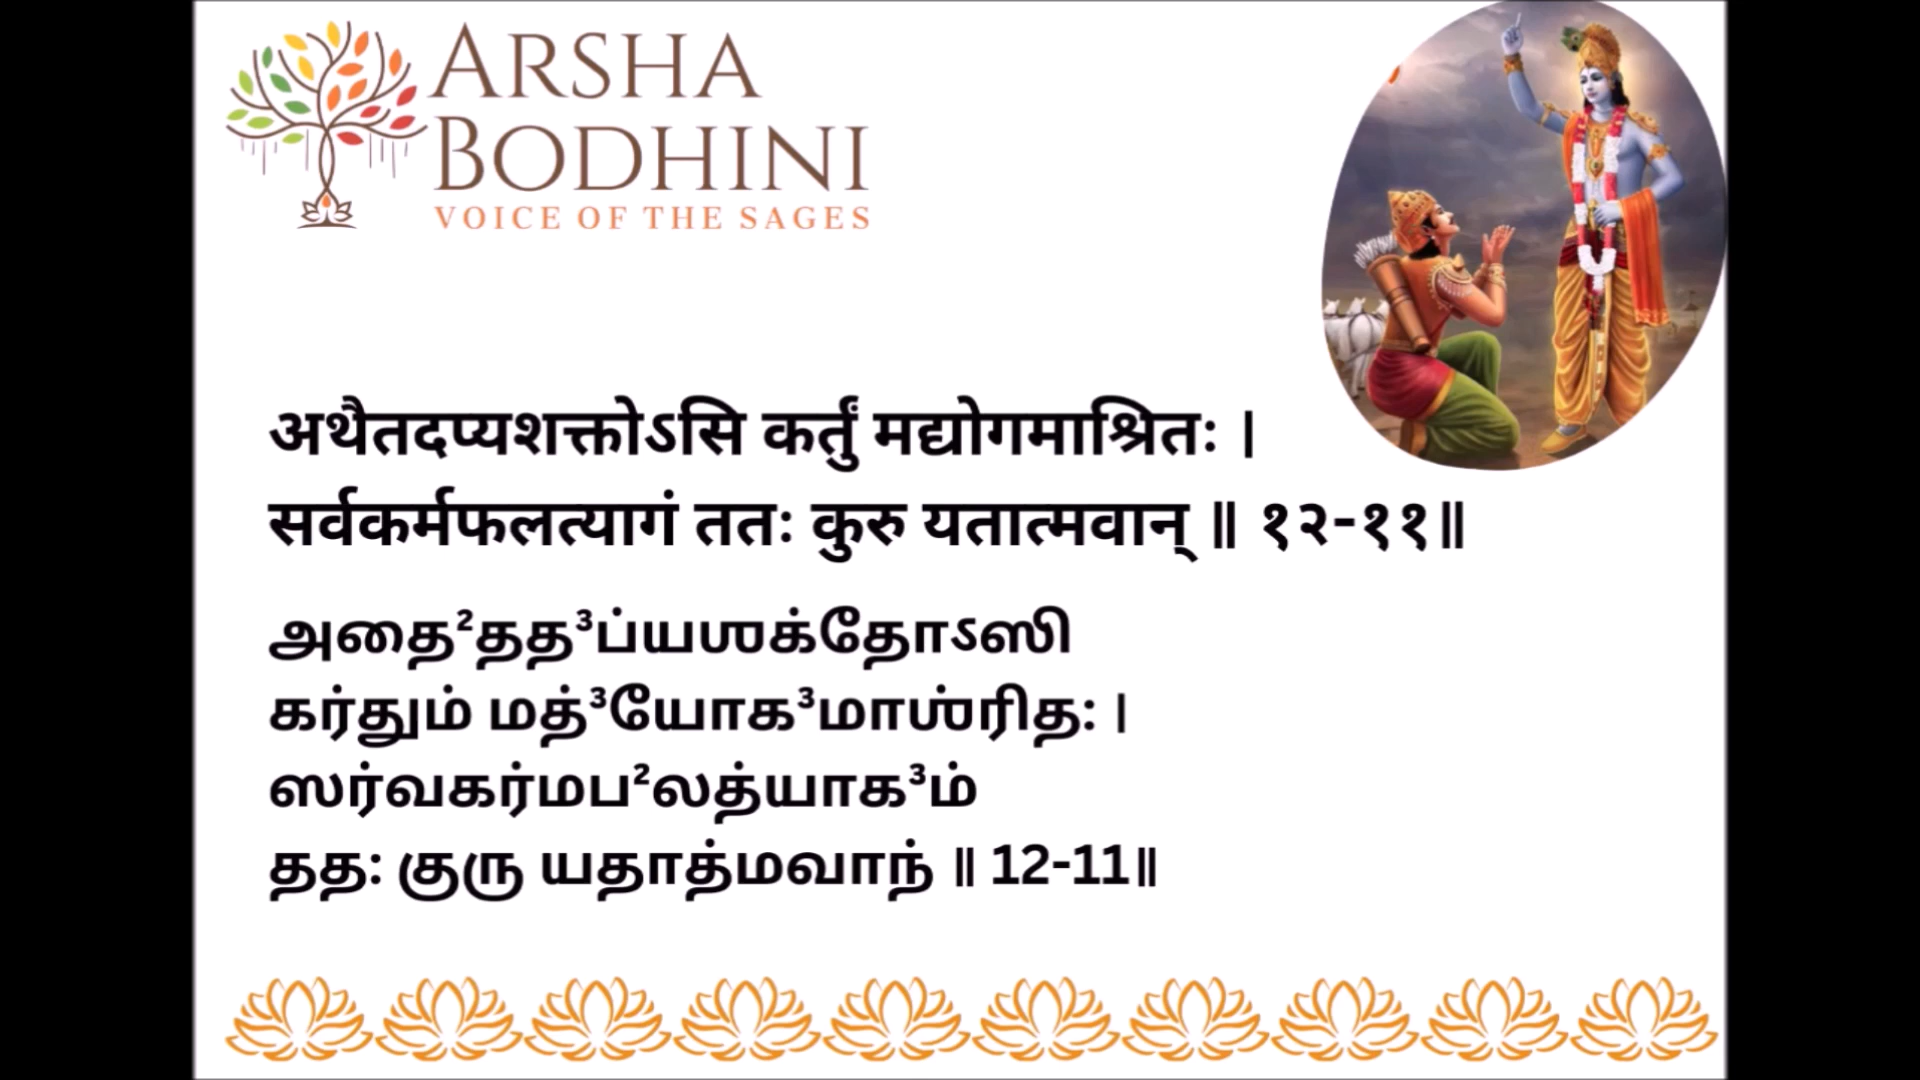 ARSHA
BODHINI
VOICE OF THE SAGES
अथैतदप्यशक्तोऽसि कर्तुं मद्योगमाश्रितः ।
सर्वकर्मफलत्यागं ततः कुरु यतात्मवान् ॥ १२-११॥
அதை²தத³ப்யஶக்தோऽஸி
கர்தும் மத்³யோக³மாஶ்ரித: ।
ஸர்வகர்மப²லத்யாக³ம்
தத: குரு யதாத்மவாந் ॥ 12-11॥